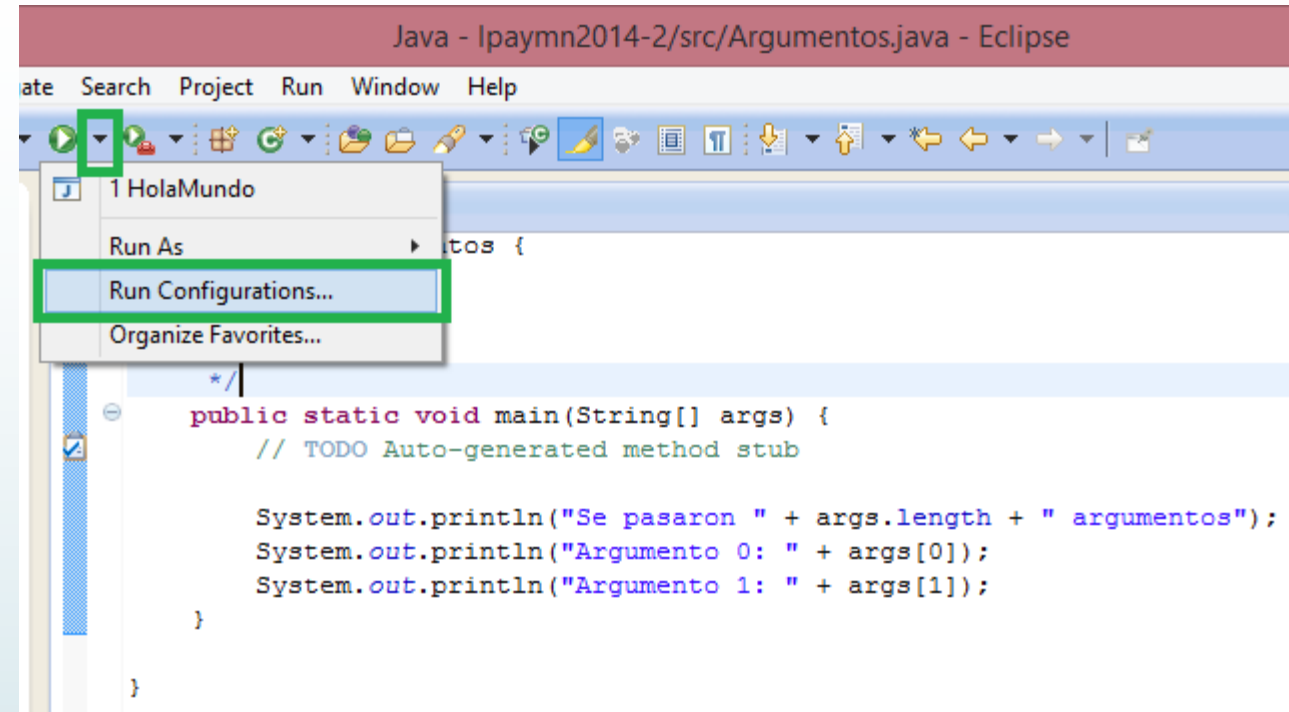 Java - Ipaymn2014-2/src/Argumentos.java - Eclipse
ate Search Project Run Window Help
1 HolaMundo
Run As
tos {
Run Configurations...
Organize Favorites...
*/
public static void main(String[] args) {
// TODO Auto-generated method stub
System.out.println("Se pasaron " + args.length + " argumentos");
System.out.println("Argumento 0: " + args[0]);
System.out.println("Argumento 1: " + args[1]);
}
}